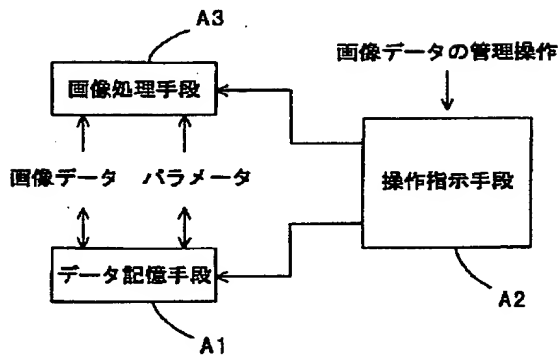 A3
画像データの管理操作
画像処理手段
画像データ パラメータ
操作指示手段
データ記憶手段
A2
A1